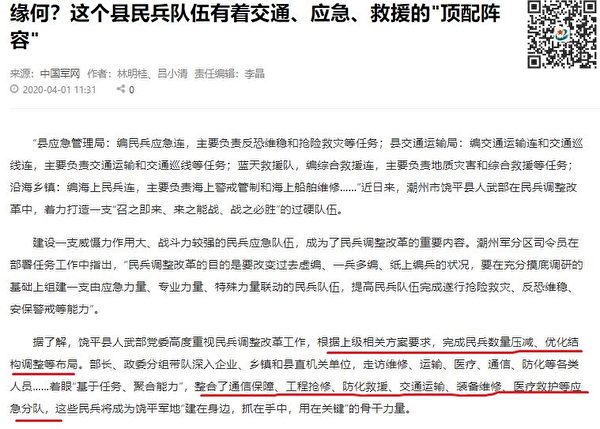 缘何？这个县民兵队伍有着交通、应急、救援的"顶配阵
容"
来源：中国军网 作者：林明桂、吕小清 责任编辑：李晶
2020-04-01 11:31 0
“县应急管理局：编民兵应急连，主要负责反恐维稳和抢险救灾等任务；县交通运输局：编交通运输连和交通巡
线连，主要负责交通运输和交通巡线等任务；蓝天救援队，编综合救援连，主要负责地质灾害和综合救援等任务；
沿海乡镇：编海上民兵连，主要负责海上警戒管制和海上船舶维修......”近日来，潮州市饶平县人武部在民兵调整改
革中，着力打造一支“召之即来、来之能战、战之必胜”的过硬队伍。
建设一支威慑力作用大、战斗力较强的民兵应急队伍，成为了民兵调整改革的重要内容。潮州军分区司令员在
部署任务工作中指出，“民兵调整改革的目的是要改变过去虚编、一兵多编、纸上编兵的状况，要在充分摸底调研的
基础上组建一支由应急力量、专业力量、特殊力量联动的民兵队伍，提高民兵队伍完成遂行抢险救灾、反恐维稳、
安保警戒等能力”。
据了解，饶平县人武部党委高度重视民兵调整改革工作，根据上级相关方案要求，完成民兵数量压减、优化结
构调整等布局。部长、政委分组带队深入企业、乡镇和县直机关单位，走访维修、运输、医疗、通信、防化等各类
人员......着眼“基于任务、聚合能力”，整合了通信保障、工程抢修、防化救援、交通运输、装备维修、医疗救护等应
急分队，这些民兵将成为饶平军地“建在身边，抓在手中，用在关键”的骨干力量。